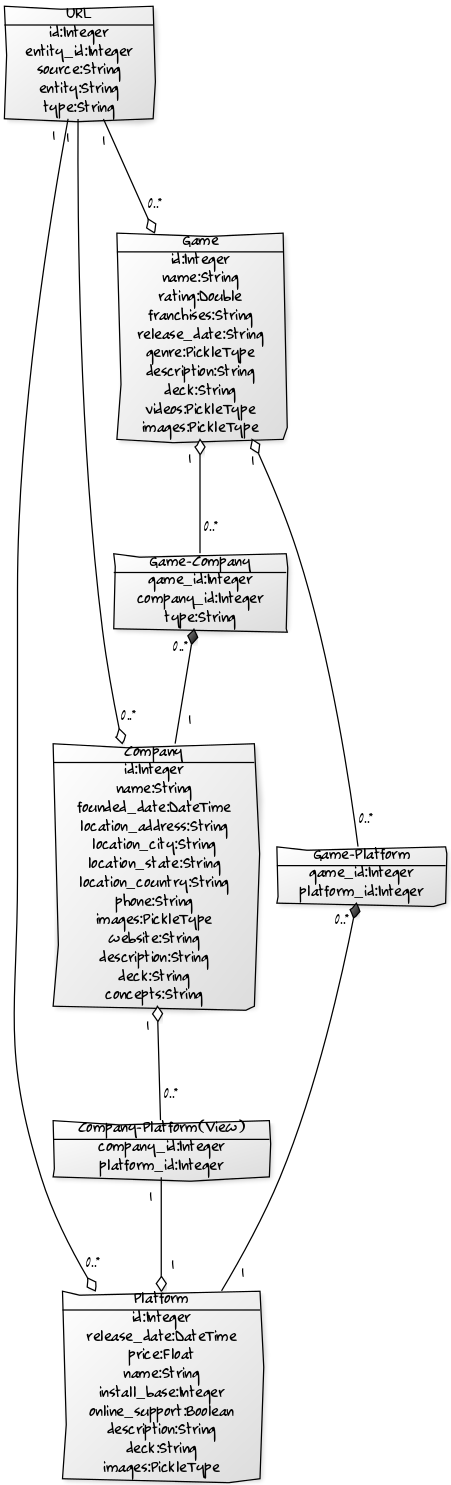 URL
id:Integer
entity_id:Integer
source:String
entity:String
type:String
1
1
1
0..*
Game
id:Integer
name:String
rating:Double
franchises:String
release_date:String
genre:PickleType
description:String
deck:String
videos:PickleType
images:PickleType
1
1
0..*
Game-Company
game_id:Integer
company_id:Integer
type:String
0..*
0..*
1
Company
id:Integer
name:String
founded_date:DateTime
location_address:String
location_city:String
location_state:String
location_country:String
phone:String
images:PickleType
website:String
description:String
deck:String
concepts:String
0..*
Game-Platform
game_id:Integer
platform_id:Integer
0..*
1
0..*
Company-Platform(View)
company_id:Integer
platform_id:Integer
1
0..*
1
1
Platform
id:Integer
release_date:DateTime
price:Float
name:String
install_base:Integer
online_support:Boolean
description:String
deck:String
images:PickleType